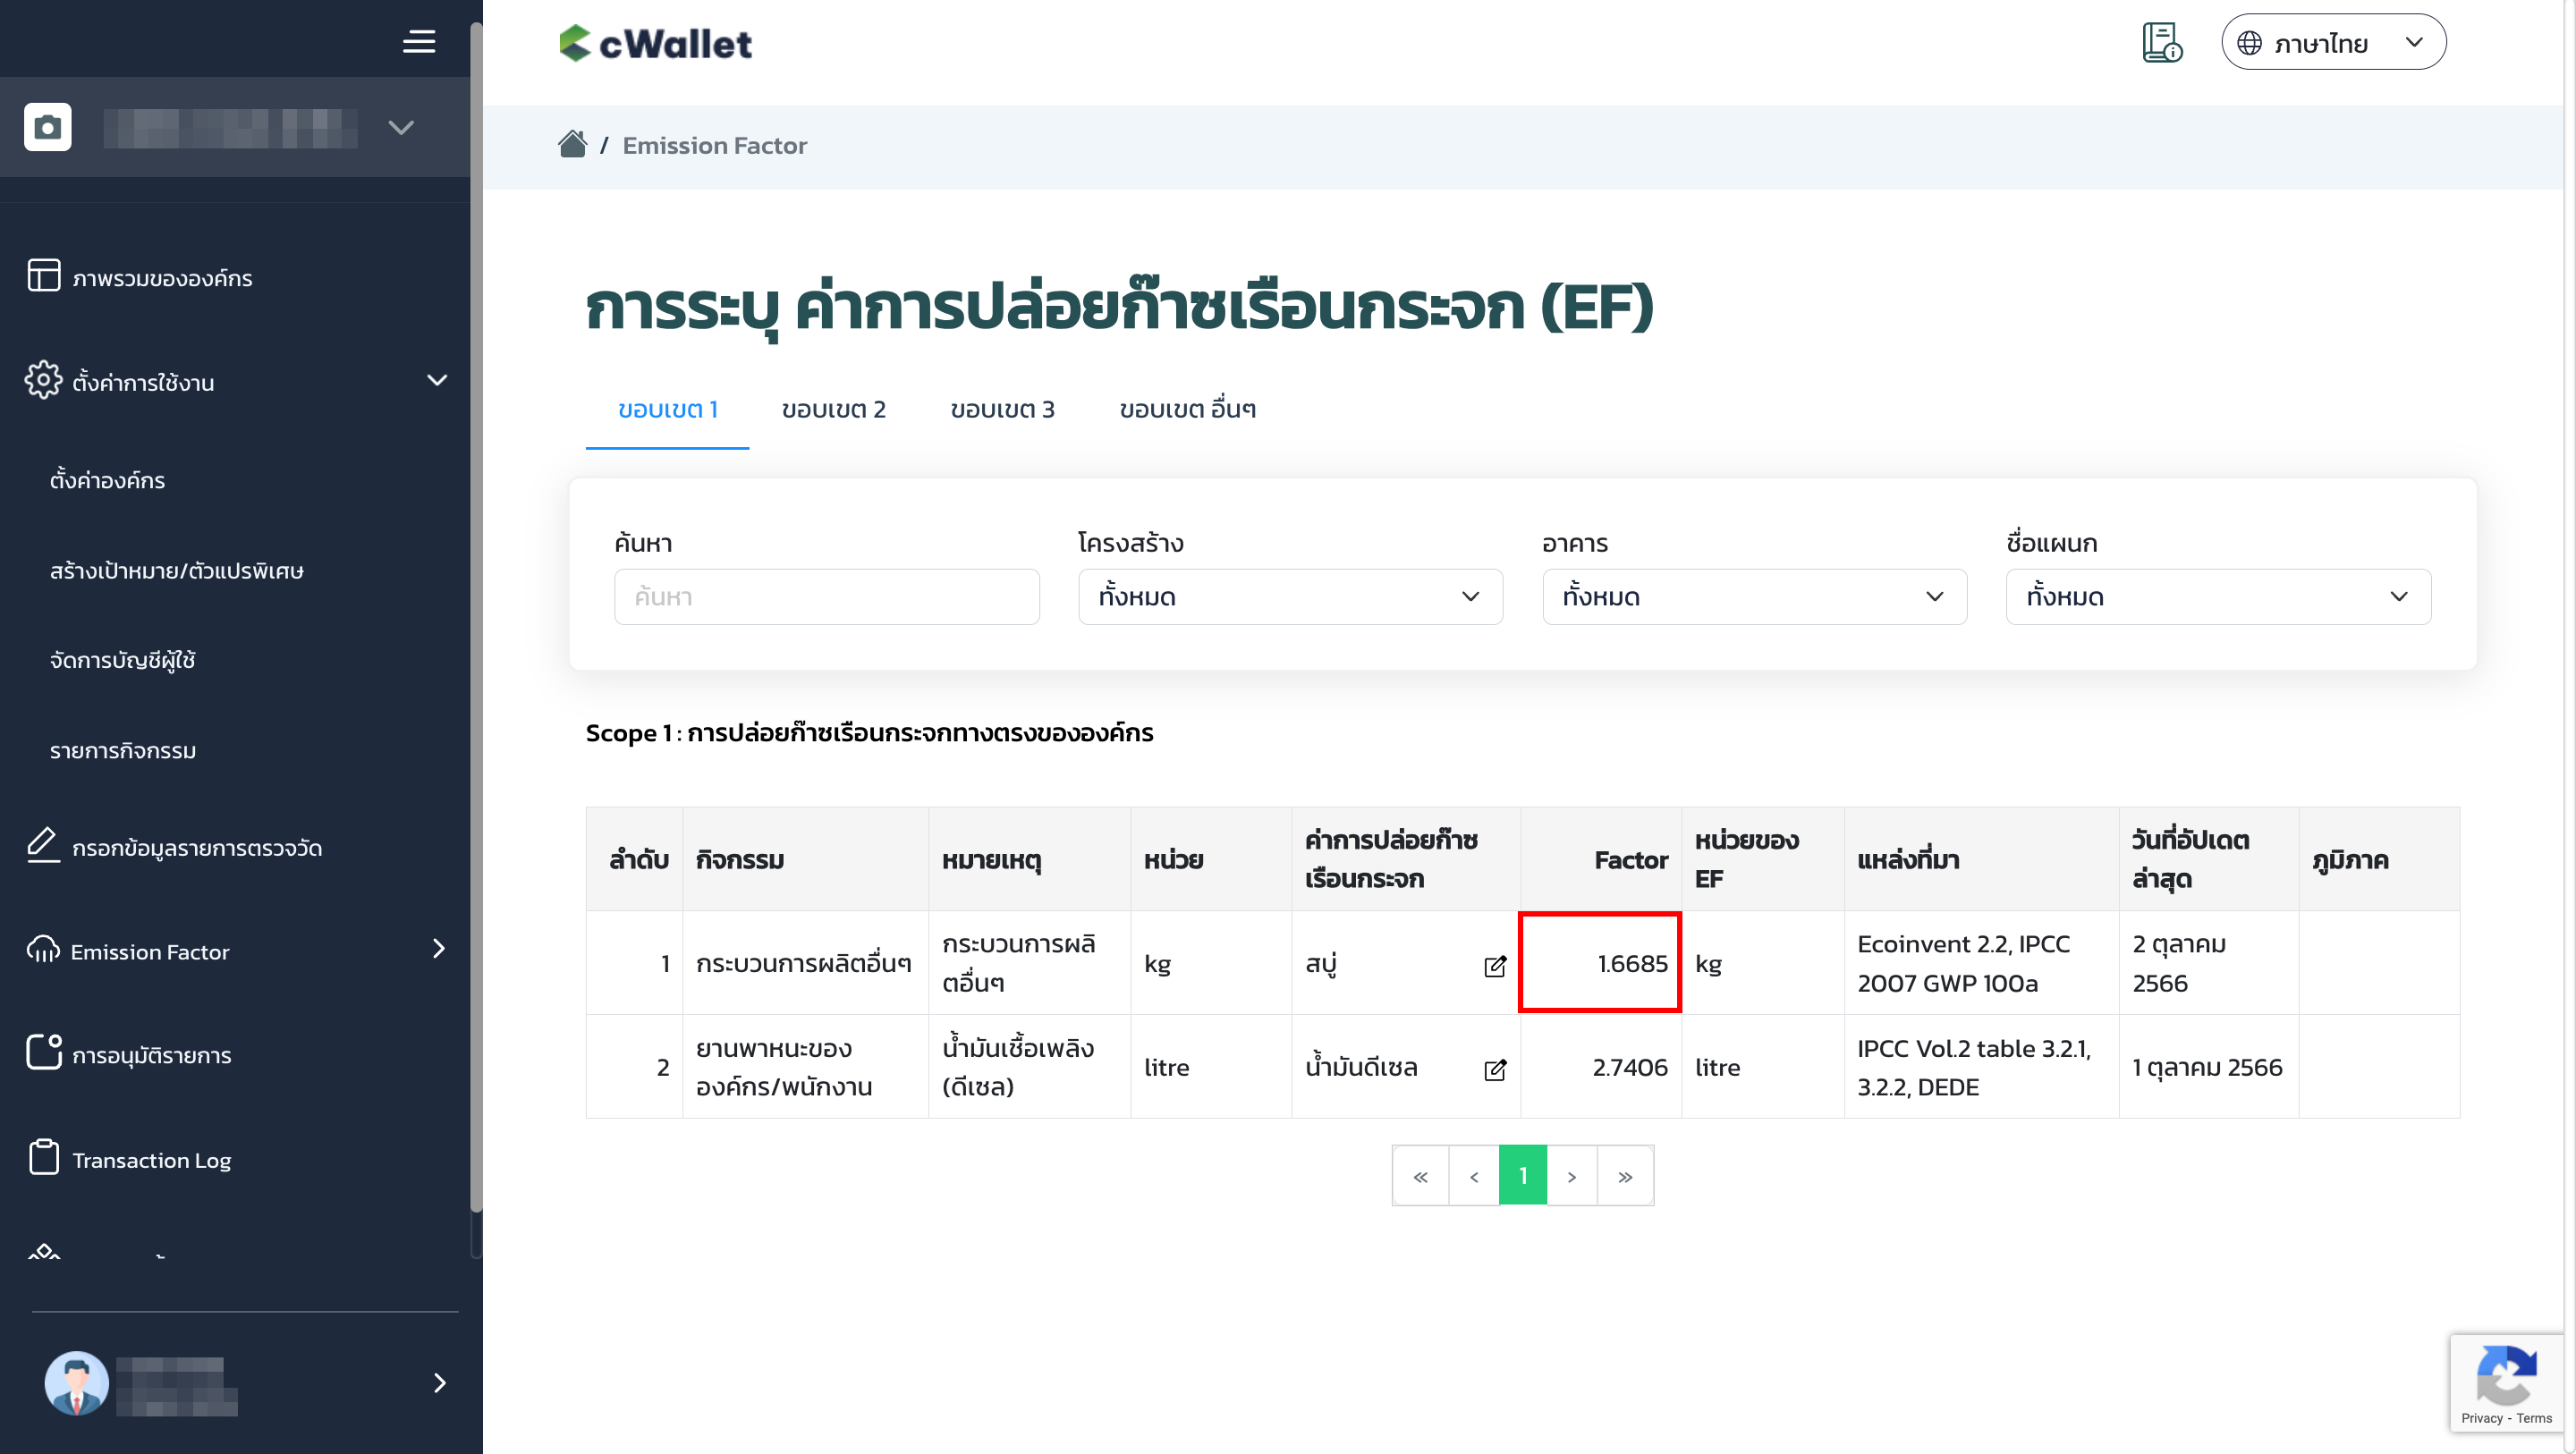 cWallet
ภาษาไทย
/ Emission Factor
ภาพรวมขององค์กร
ตั้งค่าการใช้งาน
ตั้งค่าองค์กร
สร้างเป้าหมาย/ตัวแปรพิเศษ
จัดการบัญชีผู้ใช้
รายการกิจกรรม
กรอกข้อมูลรายการตรวจวัด
Emission Factor
การอนุมัติรายการ
Transaction Log
การระบุ ค่าการปล่อยก๊าซเรือนกระจก (EF)
ขอบเขต 1 ขอบเขต 2 ขอบเขต 3 ขอบเขต อื่นๆ
ค้นหา โครงสร้าง อาคาร ชื่อแผนก
ค้นหา ทั้งหมด ทั้งหมด ทั้งหมด
Scope 1 : การปล่อยก๊าซเรือนกระจกทางตรงขององค์กร
ลำดับ กิจกรรม หมายเหตุ หน่วย ค่าการปล่อยก๊าซ Factor หน่วยของ แหล่งที่มา วันที่อัปเดต ภูมิภาค
เรือนกระจก EF ล่าสุด
1 กระบวนการผลิตอื่นๆ กระบวนการผลิ kg สบู่ 1.6685 kg Ecoinvent 2.2, IPCC 2 ตุลาคม
ตอื่นๆ 2007 GWP 100a 2566
2 ยานพาหนะของ น้ำมันเชื้อเพลิง litre น้ำมันดีเซล 2.7406 litre IPCC Vol.2 table 3.2.1, 1 ตุลาคม 2566
องค์กร/พนักงาน (ดีเซล) 3.2.2, DEDE
« ‹ 1 › »
Privacy - Terms